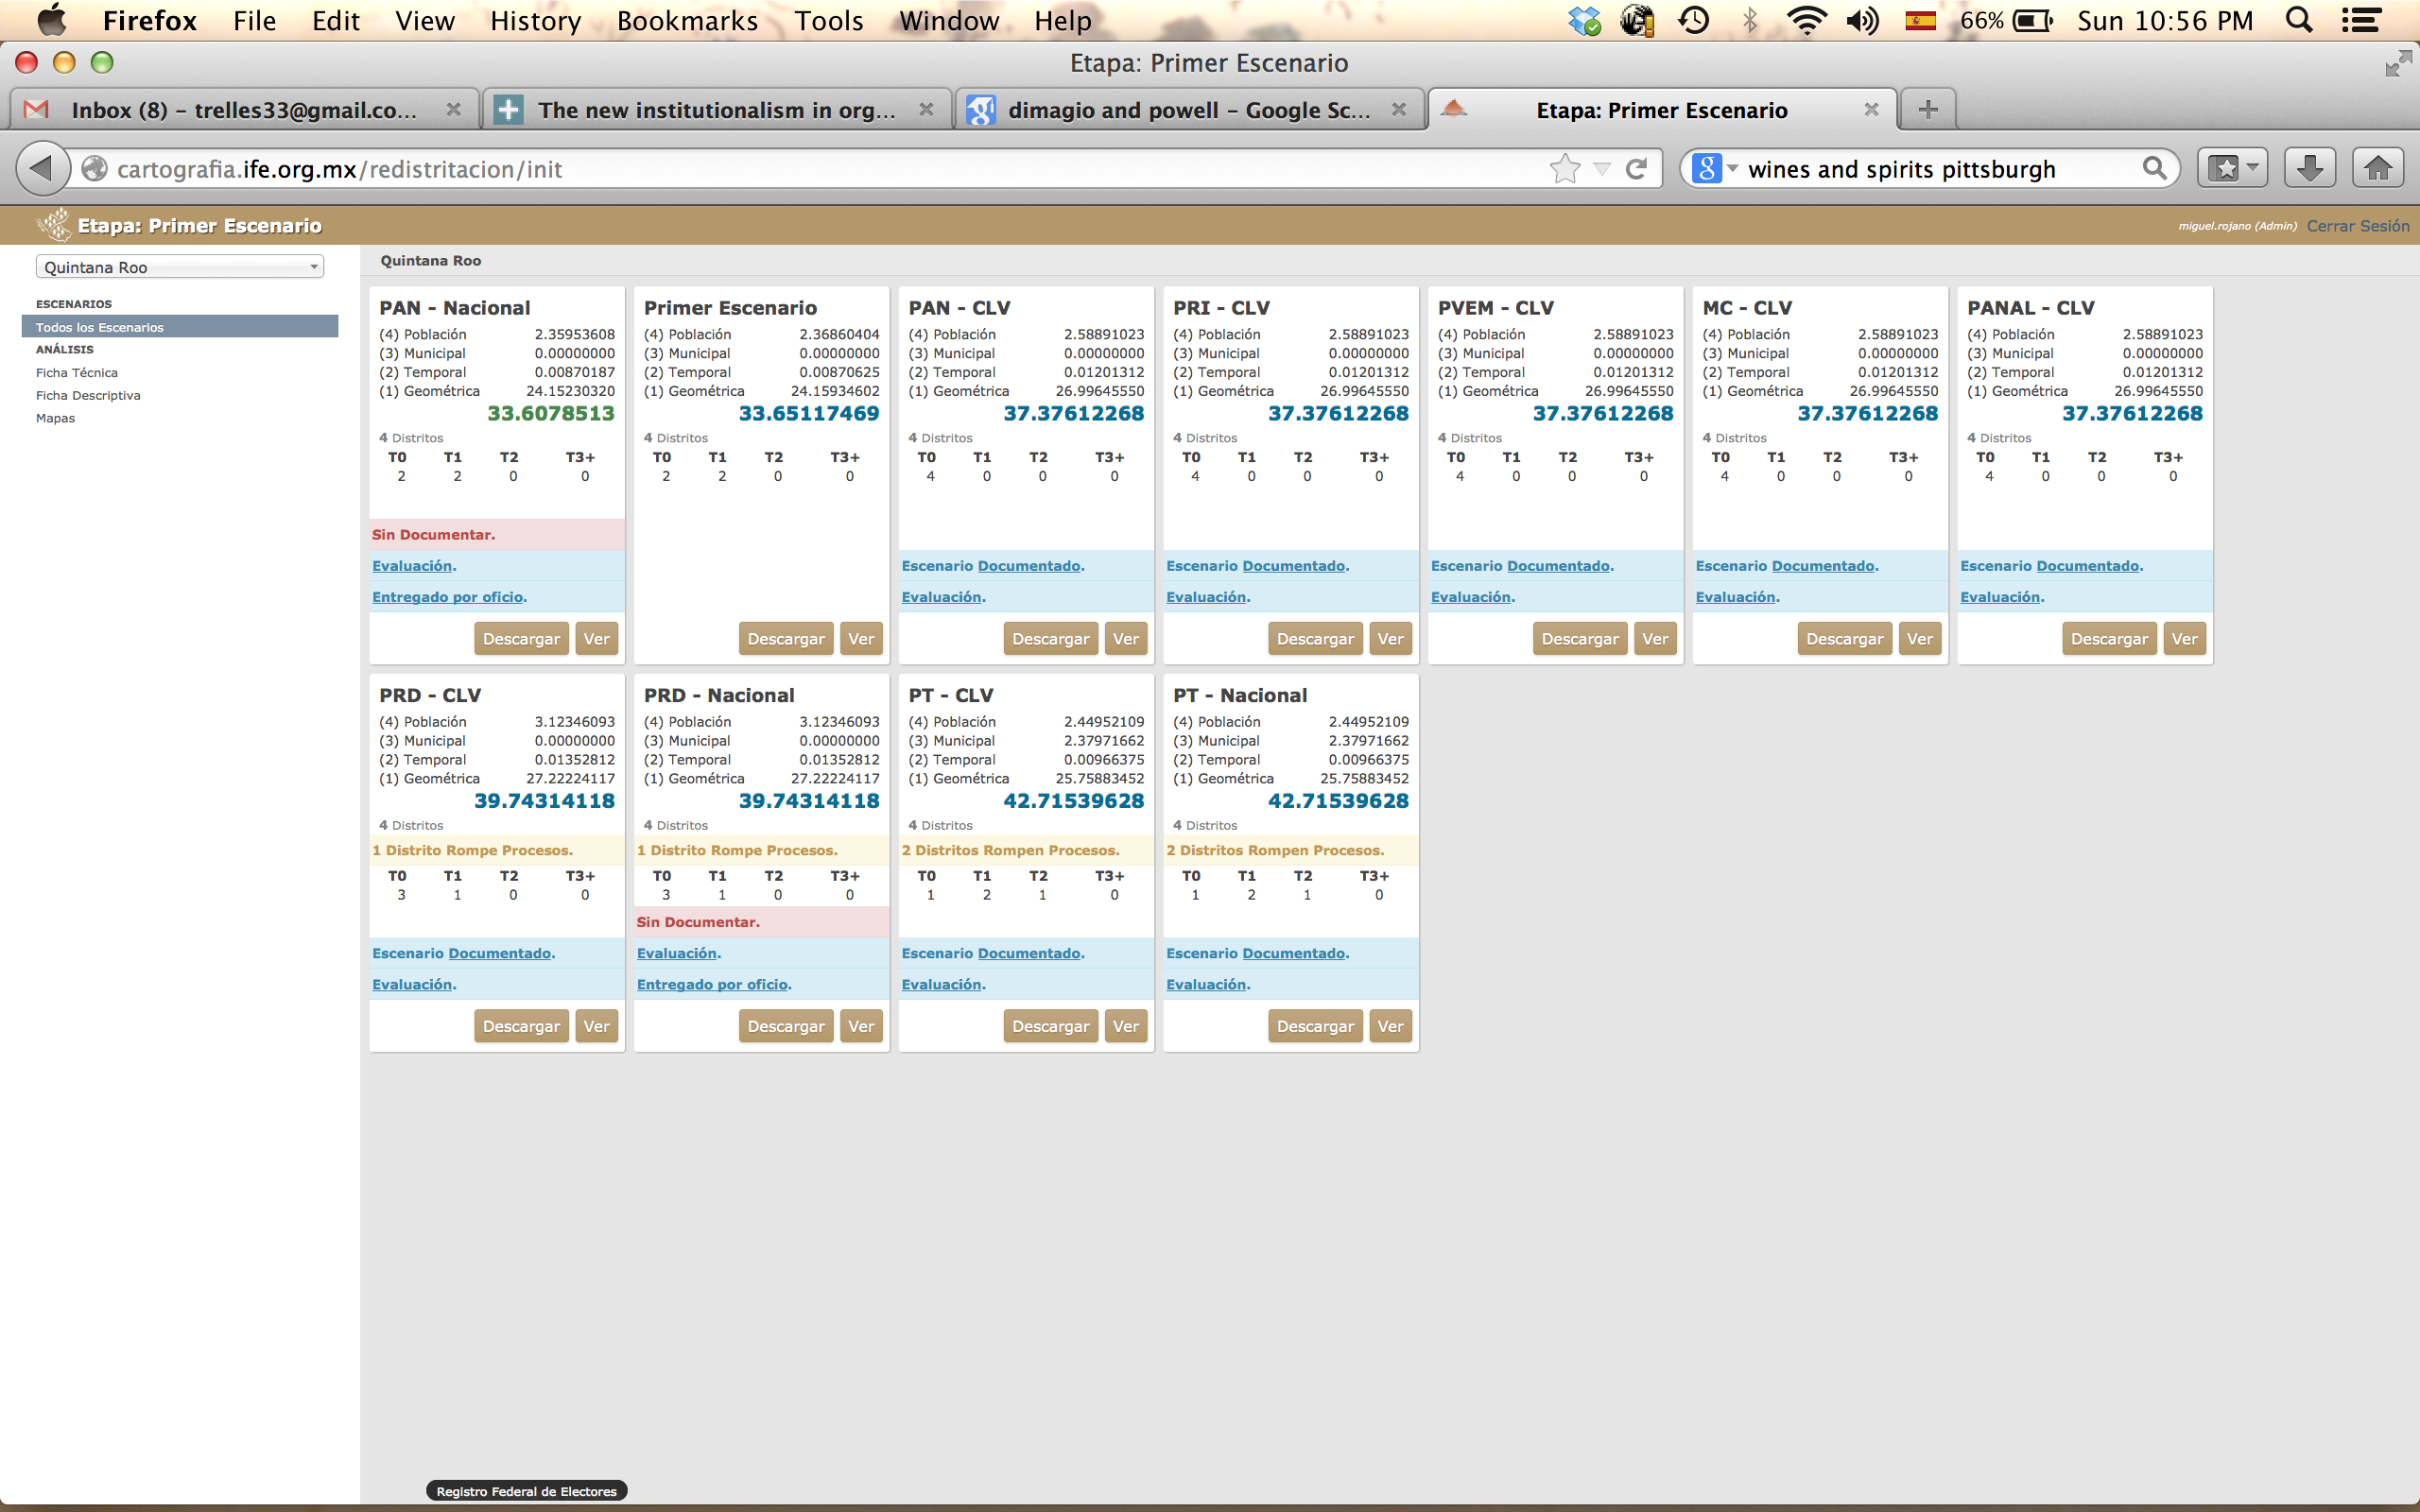 Firefox File Edit View History Bookmarks Tools Window Help 66% Sun 10:56 PM
Etapa: Primer Escenario
Inbox (8) – trelles33@gmail.co... The new institutionalism in org... dimagio and powell – Google Sc... Etapa: Primer Escenario
cartografia.ife.org.mx/redistritacion/init wines and spirits pittsburgh
Etapa: Primer Escenario miguel.rojano (Admin) Cerrar Sesión
Quintana Roo
ESCENARIOS
Todos los Escenarios
ANÁLISIS
Ficha Técnica
Ficha Descriptiva
Mapas
Quintana Roo
PAN - Nacional
(4) Población 2.35953608
(3) Municipal 0.00000000
(2) Temporal 0.00870187
(1) Geométrica 24.15230320
33.6078513
4 Distritos
T0 T1 T2 T3+
2 2 0 0
Sin Documentar.
Evaluación.
Entregado por oficio.
Descargar Ver
Primer Escenario
(4) Población 2.36860404
(3) Municipal 0.00000000
(2) Temporal 0.00870625
(1) Geométrica 24.15934602
33.65117469
4 Distritos
T0 T1 T2 T3+
2 2 0 0
Descargar Ver
PAN - CLV
(4) Población 2.58891023
(3) Municipal 0.00000000
(2) Temporal 0.01201312
(1) Geométrica 26.99645550
37.37612268
4 Distritos
T0 T1 T2 T3+
4 0 0 0
Escenario Documentado.
Evaluación.
Descargar Ver
PRI - CLV
(4) Población 2.58891023
(3) Municipal 0.00000000
(2) Temporal 0.01201312
(1) Geométrica 26.99645550
37.37612268
4 Distritos
T0 T1 T2 T3+
4 0 0 0
Escenario Documentado.
Evaluación.
Descargar Ver
PVEM - CLV
(4) Población 2.58891023
(3) Municipal 0.00000000
(2) Temporal 0.01201312
(1) Geométrica 26.99645550
37.37612268
4 Distritos
T0 T1 T2 T3+
4 0 0 0
Escenario Documentado.
Evaluación.
Descargar Ver
MC - CLV
(4) Población 2.58891023
(3) Municipal 0.00000000
(2) Temporal 0.01201312
(1) Geométrica 26.99645550
37.37612268
4 Distritos
T0 T1 T2 T3+
4 0 0 0
Escenario Documentado.
Evaluación.
Descargar Ver
PANAL - CLV
(4) Población 2.58891023
(3) Municipal 0.00000000
(2) Temporal 0.01201312
(1) Geométrica 26.99645550
37.37612268
4 Distritos
T0 T1 T2 T3+
4 0 0 0
Escenario Documentado.
Evaluación.
Descargar Ver
PRD - CLV
(4) Población 3.12346093
(3) Municipal 0.00000000
(2) Temporal 0.01352812
(1) Geométrica 27.22224117
39.74314118
4 Distritos
1 Distrito Rompe Procesos.
T0 T1 T2 T3+
3 1 0 0
Escenario Documentado.
Evaluación.
Descargar Ver
PRD - Nacional
(4) Población 3.12346093
(3) Municipal 0.00000000
(2) Temporal 0.01352812
(1) Geométrica 27.22224117
39.74314118
4 Distritos
1 Distrito Rompe Procesos.
T0 T1 T2 T3+
3 1 0 0
Sin Documentar.
Evaluación.
Entregado por oficio.
Descargar Ver
PT - CLV
(4) Población 2.44952109
(3) Municipal 2.37971662
(2) Temporal 0.00966375
(1) Geométrica 25.75883452
42.71539628
4 Distritos
2 Distritos Rompen Procesos.
T0 T1 T2 T3+
1 2 1 0
Escenario Documentado.
Evaluación.
Descargar Ver
PT - Nacional
(4) Población 2.44952109
(3) Municipal 2.37971662
(2) Temporal 0.00966375
(1) Geométrica 25.75883452
42.71539628
4 Distritos
2 Distritos Rompen Procesos.
T0 T1 T2 T3+
1 2 1 0
Escenario Documentado.
Evaluación.
Descargar Ver
Registro Federal de Electores